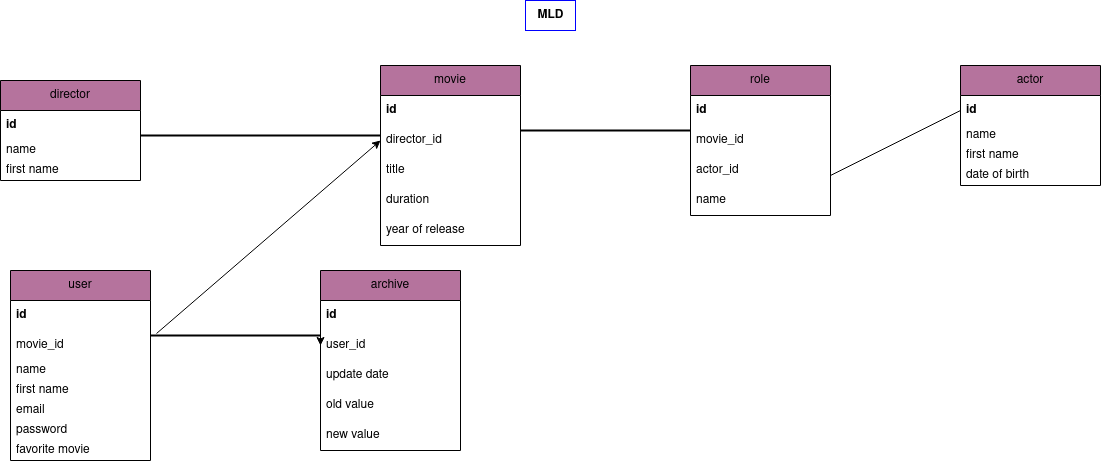 MLD
director
id
name
first name
movie
id
director_id
title
duration
year of release
role
id
movie_id
actor_id
name
actor
id
name
first name
date of birth
user
id
movie_id
name
first name
email
password
favorite movie
archive
id
user_id
update date
old value
new value